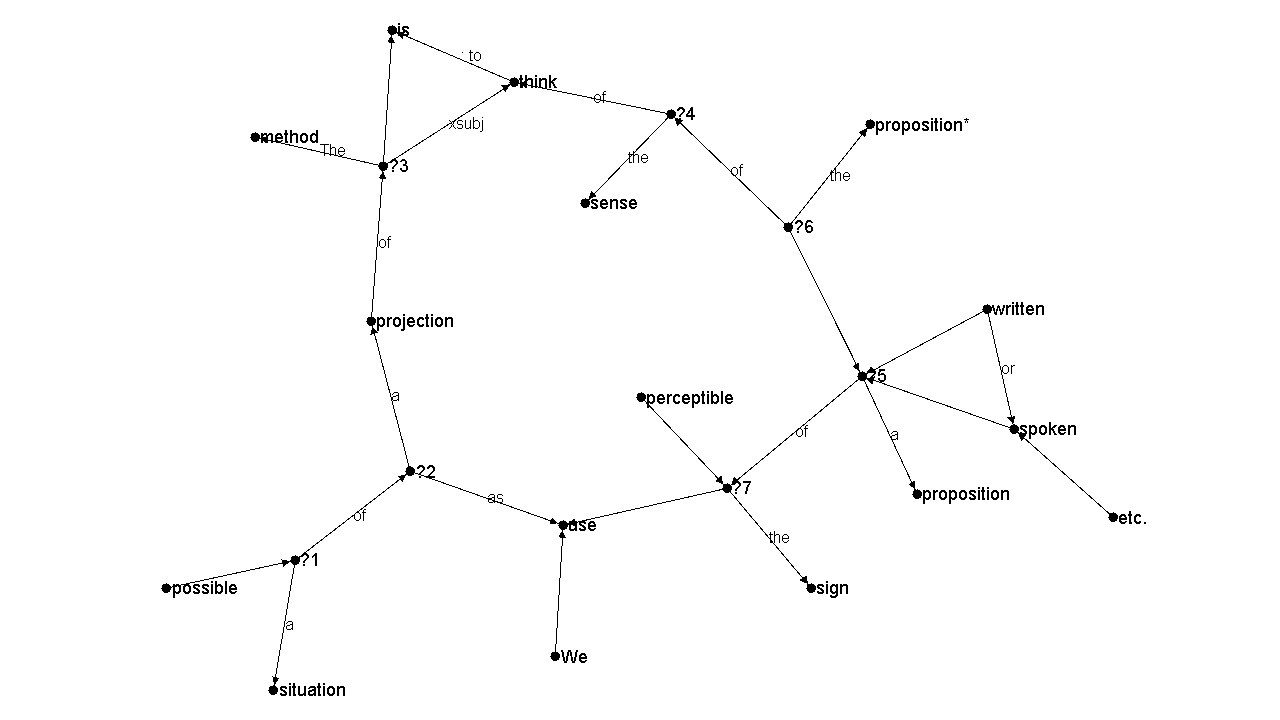 is
to
think
of
?4
proposition*
method
The
xsubj
?3
the
sense
of
the
?6
of
projection
written
or
?5
spoken
a
perceptible
of
a
?2
as
?7
proposition
use
etc.
of
the
?1
possible
sign
a
We
situation